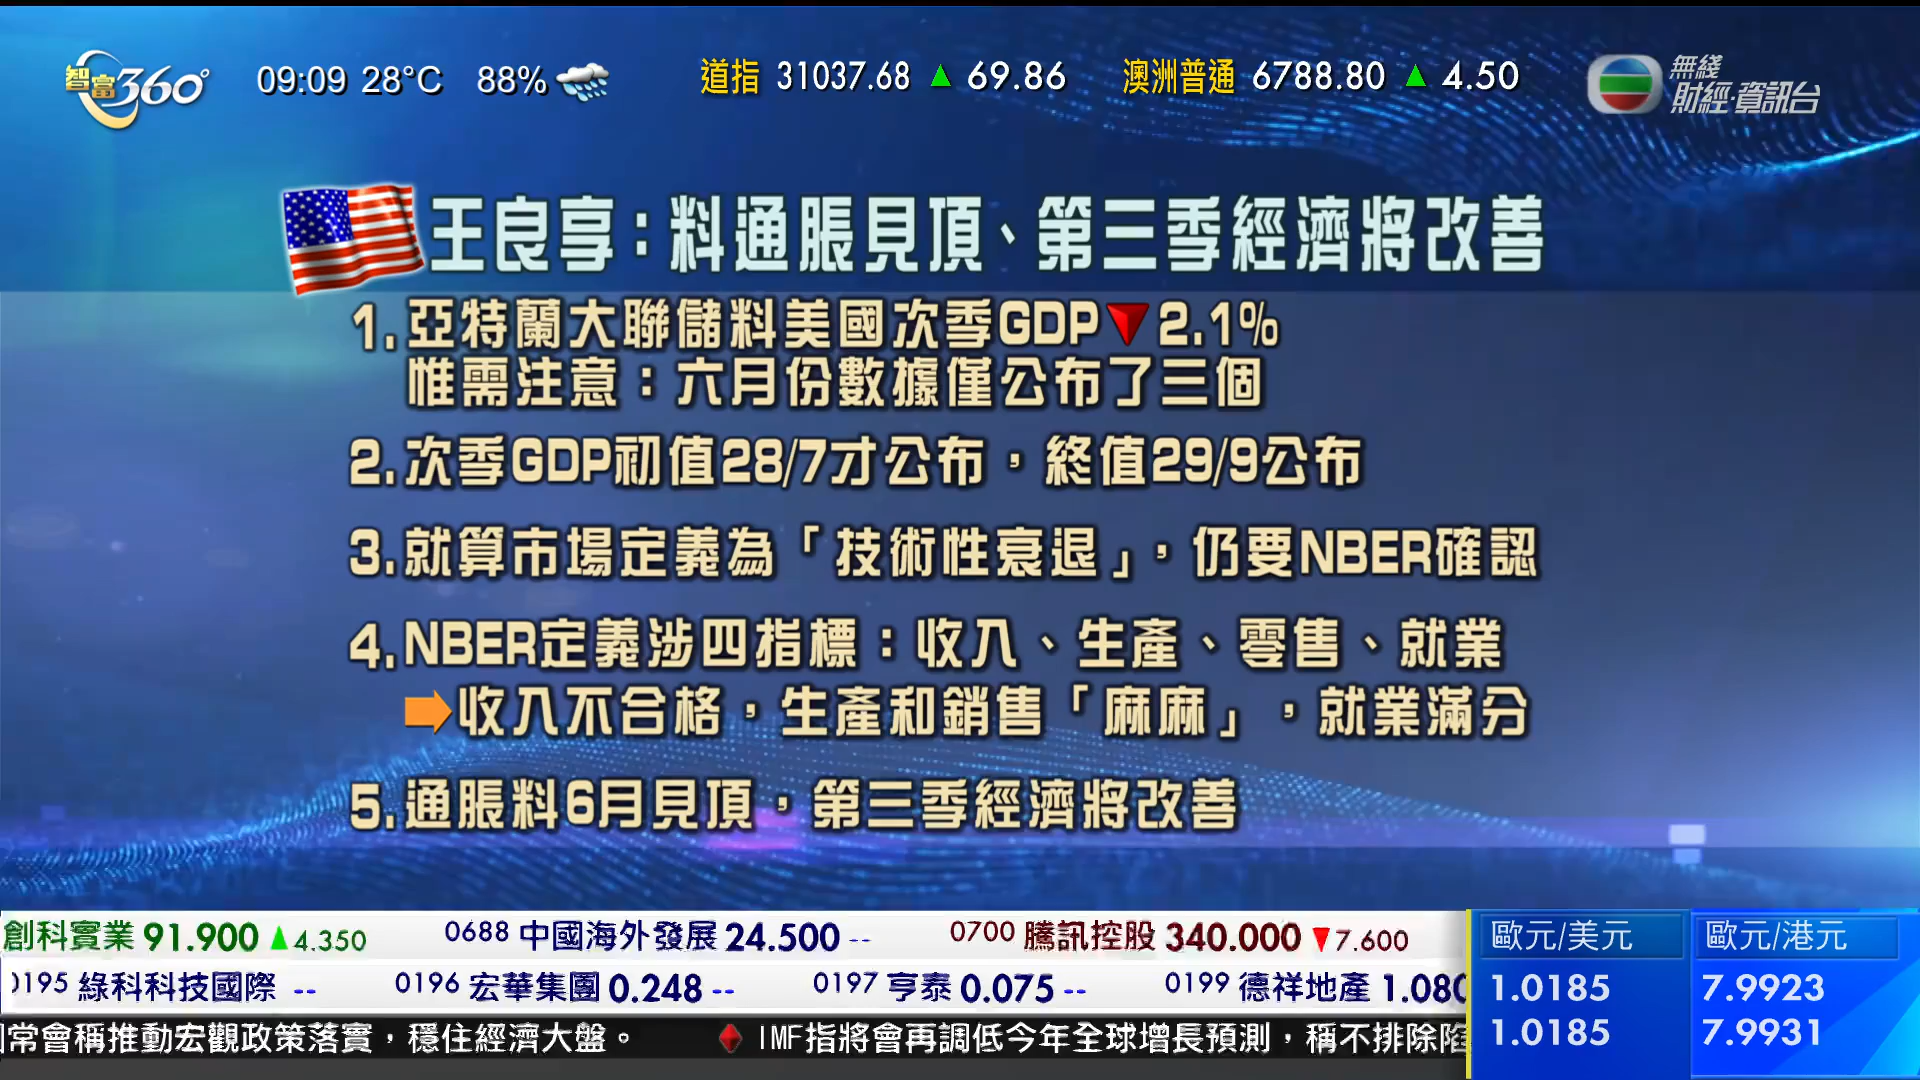 智富360°
09:09 28°C 88%
道指 31037.68 ▲ 69.86 澳洲普通 6788.80 ▲ 4.50
無綫
財經·資訊台
王良享：料通脹見頂、第三季經濟將改善
1. 亞特蘭大聯儲料美國次季GDP▼2.1%
惟需注意：六月份數據僅公布了三個
2. 次季GDP初值28/7才公布，終值29/9公布
3. 就算市場定義為「技術性衰退」，仍要NBER確認
4. NBER定義涉四指標：收入、生產、零售、就業
➡收入不合格，生產和銷售「麻麻」，就業滿分
5. 通脹料6月見頂，第三季經濟將改善
創科實業 91.900 ▲4.350 0688 中國海外發展 24.500 -- 0700 騰訊控股 340.000 ▼7.600
0195 綠科科技國際 -- 0196 宏華集團 0.248 -- 0197 亨泰 0.075 -- 0199 德祥地產 1.080
常會稱推動宏觀政策落實，穩住經濟大盤。 ◆ IMF指將會再調低今年全球增長預測，稱不排除陷
歐元/美元 歐元/港元
1.0185 7.9923
1.0185 7.9931